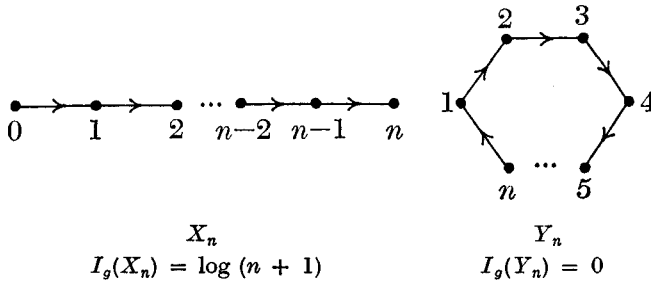 2 3
1 4
0 1 2 ... n−2 n−1 n
n ... 5
X_n Y_n
I_g(X_n) = log (n + 1) I_g(Y_n) = 0